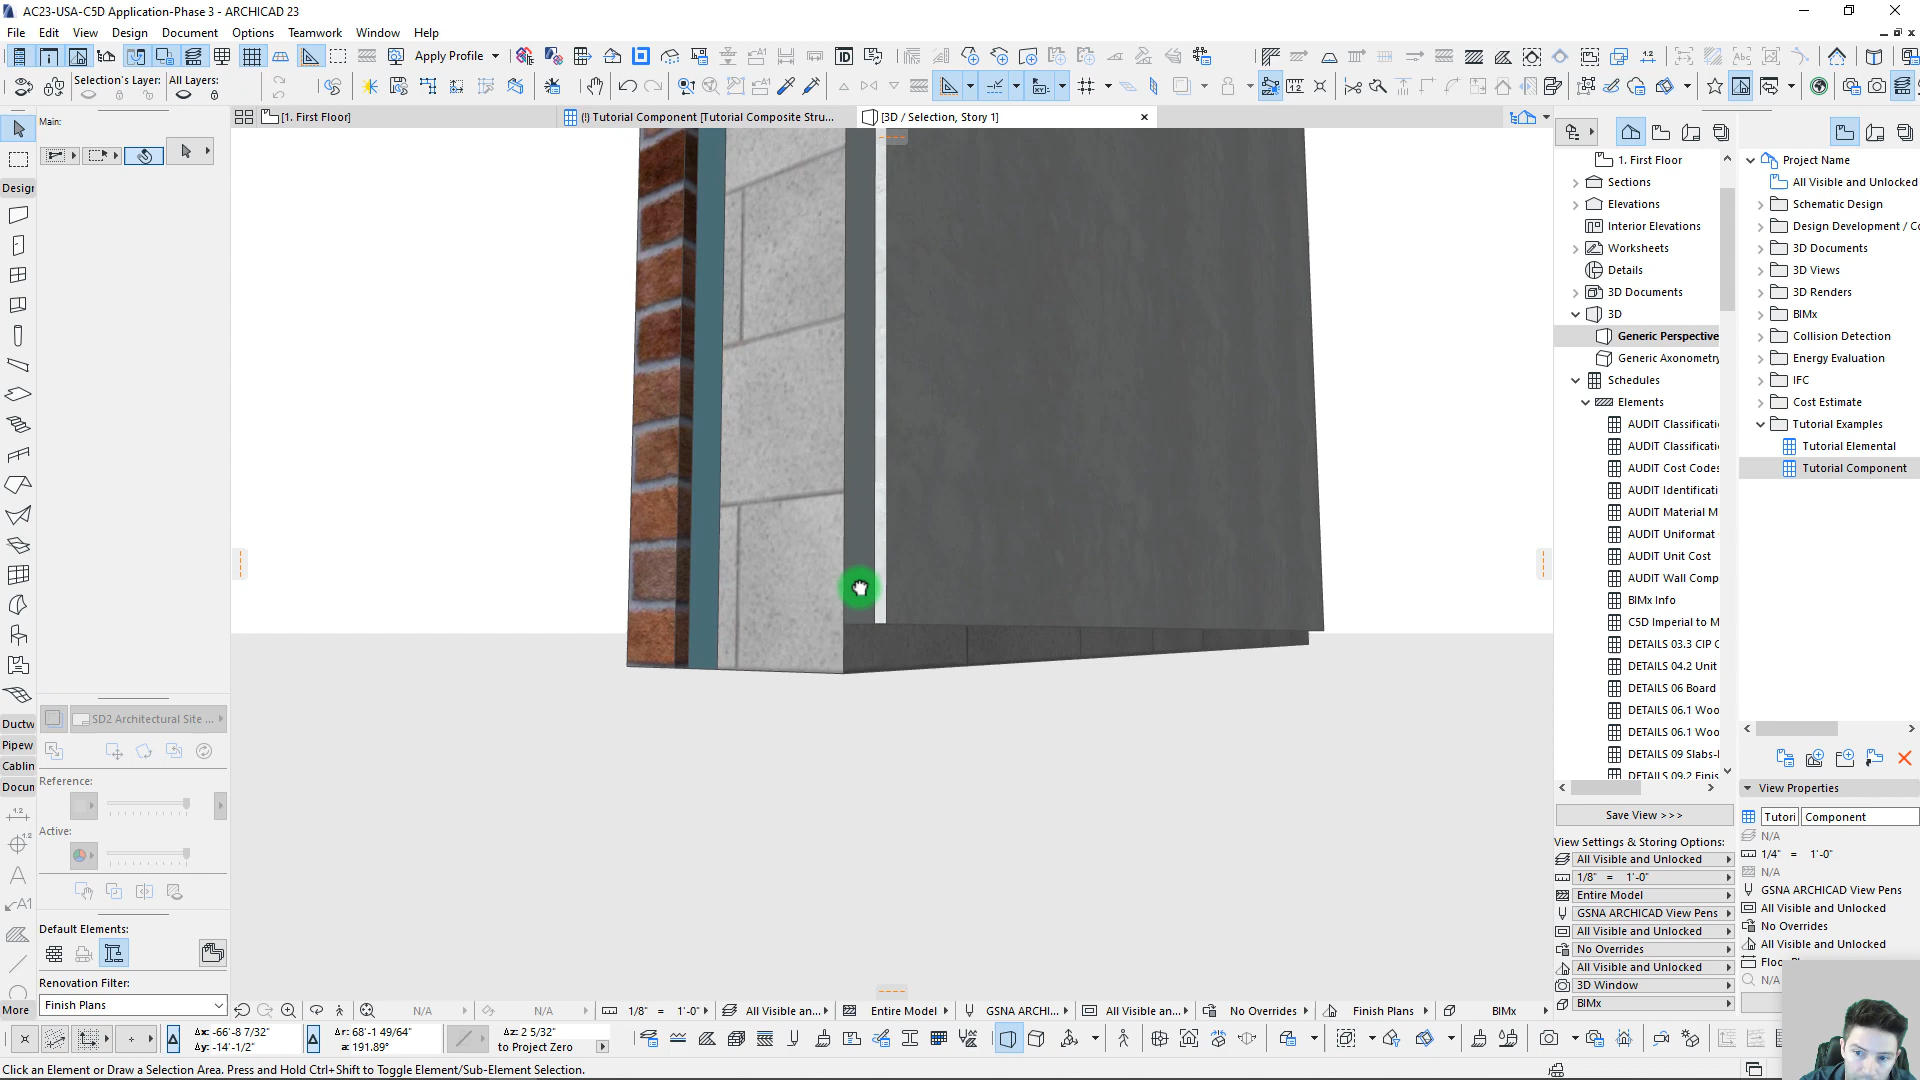 AC23-USA-C5D Application-Phase 3 - ARCHICAD 23
File Edit View Design Document Options Teamwork Window Help
Apply Profile
Selection's Layer: All Layers:
Main:
[1. First Floor]
(!) Tutorial Component [Tutorial Composite Stru...
[3D / Selection, Story 1]
Design
Ductw
Pipew
Cablin
Docun
More
SD2 Architectural Site ...
Reference:
Active:
Default Elements:
Renovation Filter:
Finish Plans
1. First Floor
Sections
Elevations
Interior Elevations
Worksheets
Details
3D Documents
3D
Generic Perspective
Generic Axonometry
Schedules
Elements
AUDIT Classificati
AUDIT Classificati
AUDIT Cost Codes
AUDIT Identificati
AUDIT Material M
AUDIT Uniformat
AUDIT Unit Cost
AUDIT Wall Comp
BIMx Info
C5D Imperial to M
DETAILS 03.3 CIP C
DETAILS 04.2 Unit
DETAILS 06 Board
DETAILS 06.1 Woo
DETAILS 06.1 Woo
DETAILS 09 Slabs-
DETAILS 09.2 Finis
Save View >>>
View Settings & Storing Options:
All Visible and Unlocked
1/8" = 1'-0"
Entire Model
GSNA ARCHICAD View Pens
All Visible and Unlocked
No Overrides
All Visible and Unlocked
3D Window
BIMx
Project Name
All Visible and Unlocked
Schematic Design
Design Development / Co
3D Documents
3D Views
3D Renders
BIMx
Collision Detection
Energy Evaluation
IFC
Cost Estimate
Tutorial Examples
Tutorial Elemental
Tutorial Component
View Properties
Tutori Component
N/A
1/4" = 1'-0"
N/A
GSNA ARCHICAD View Pens
All Visible and Unlocked
No Overrides
All Visible and Unlocked
Floo
N/A
N/A N/A 1/8" = 1'-0" All Visible an... Entire Model GSNA ARCHI... All Visible an... No Overrides Finish Plans BIMx
Δx: -66'-8 7/32" Δr: 68'-1 49/64" Δz: 2 5/32"
Δy: -14'-1/2" a: 191.89° to Project Zero
Click an Element or Draw a Selection Area. Press and Hold Ctrl+Shift to Toggle Element/Sub-Element Selection.